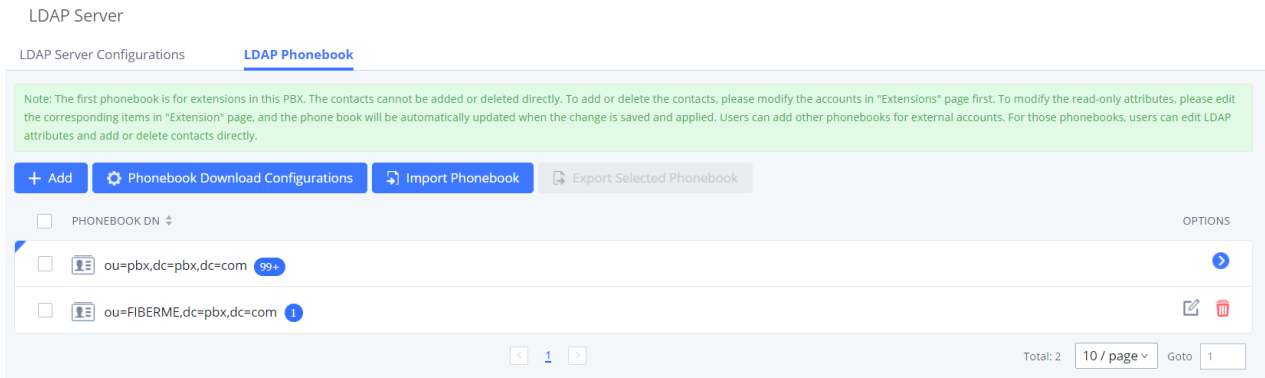 LDAP Server
LDAP Server Configurations LDAP Phonebook
Note: The first phonebook is for extensions in this PBX. The contacts cannot be added or deleted directly. To add or delete the contacts, please modify the accounts in "Extensions" page first. To modify the read-only attributes, please edit
the corresponding items in "Extension" page, and the phone book will be automatically updated when the change is saved and applied. Users can add other phonebooks for external accounts. For those phonebooks, users can edit LDAP
attributes and add or delete contacts directly.
+ Add Phonebook Download Configurations Import Phonebook Export Selected Phonebook
PHONEBOOK DN OPTIONS
ou=pbx,dc=pbx,dc=com 99+
ou=FIBERME,dc=pbx,dc=com 1
< 1 > Total: 2 10 / page Goto 1